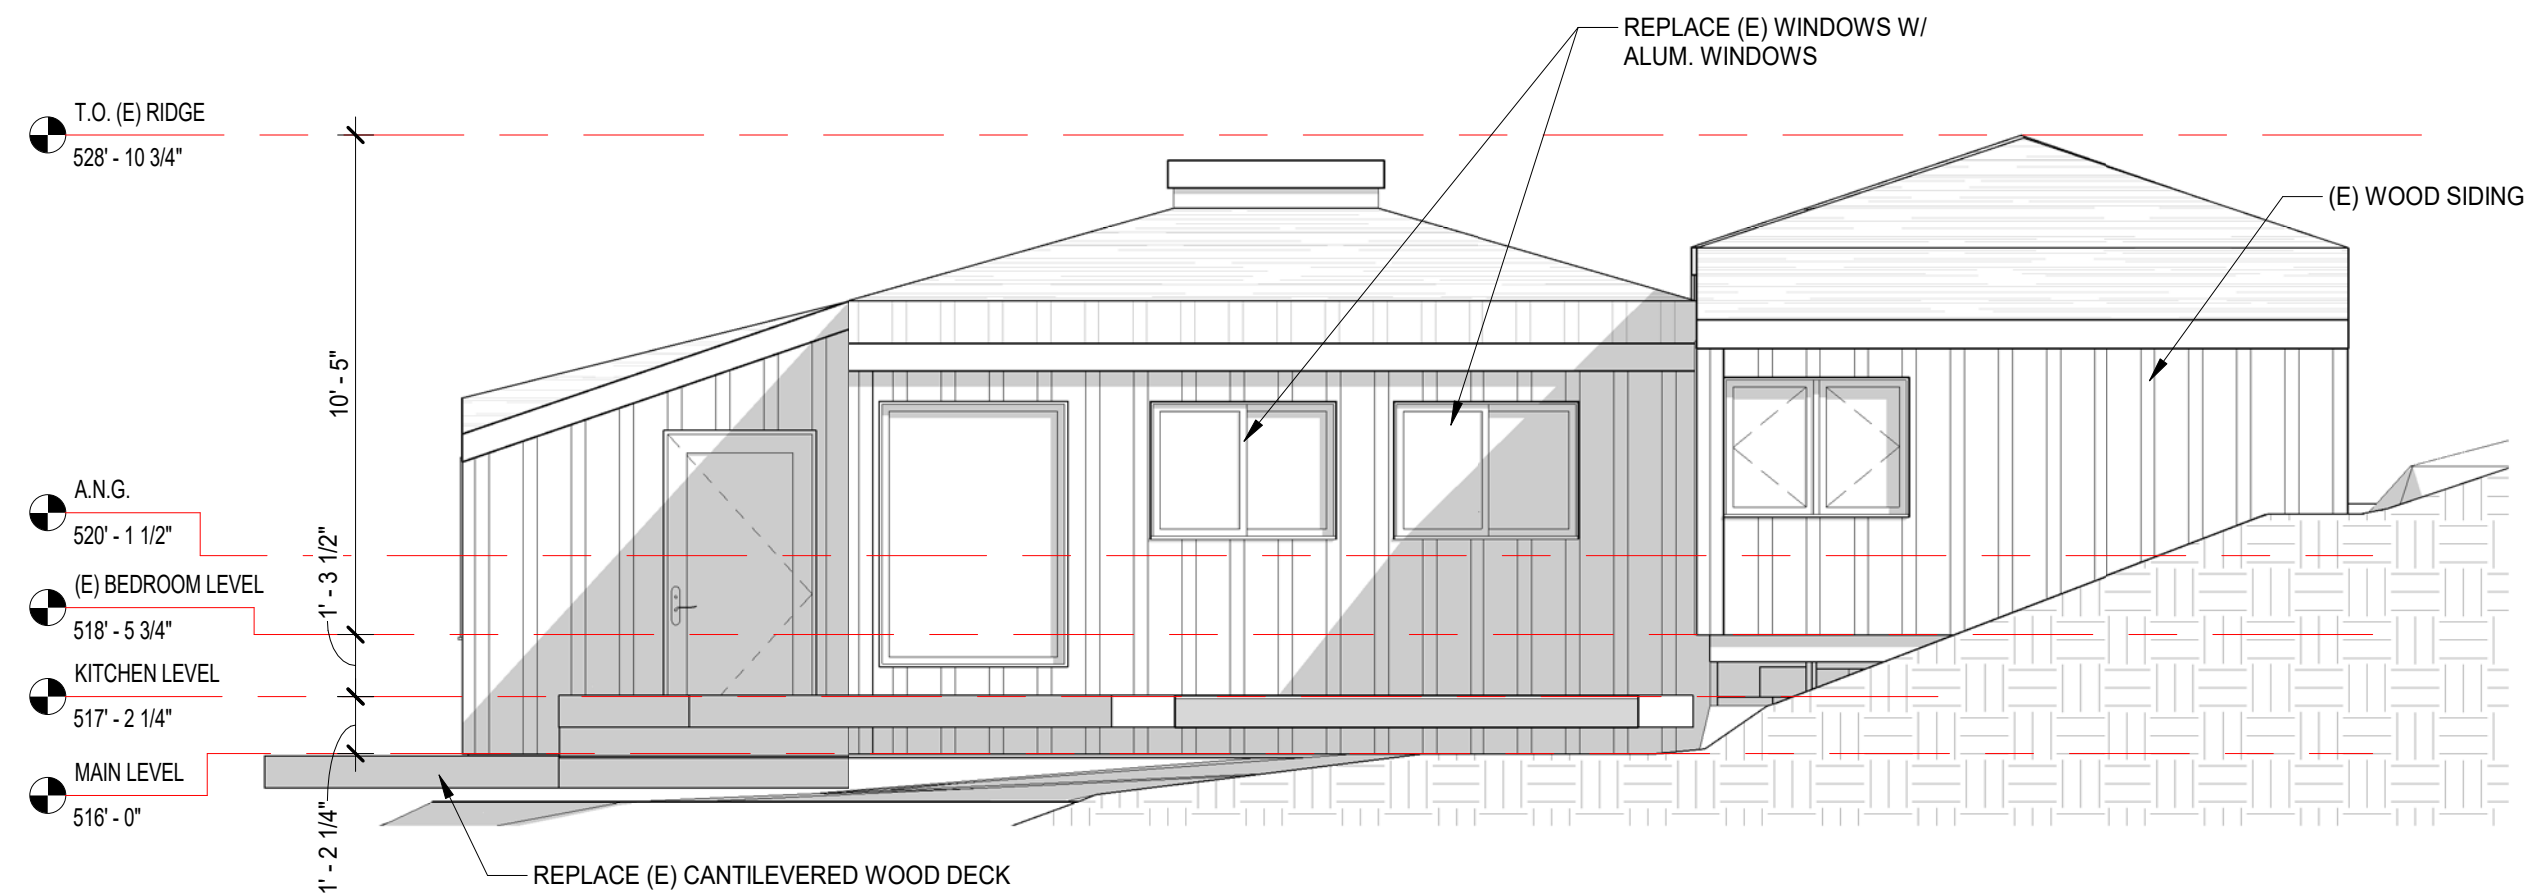 REPLACE (E) WINDOWS W/
ALUM. WINDOWS
T.O. (E) RIDGE
528' - 10 3/4"
(E) WOOD SIDING
10' - 5"
A.N.G.
520' - 1 1/2"
1' - 3 1/2"
(E) BEDROOM LEVEL
518' - 5 3/4"
KITCHEN LEVEL
517' - 2 1/4"
MAIN LEVEL
516' - 0"
1' - 2 1/4"
REPLACE (E) CANTILEVERED WOOD DECK